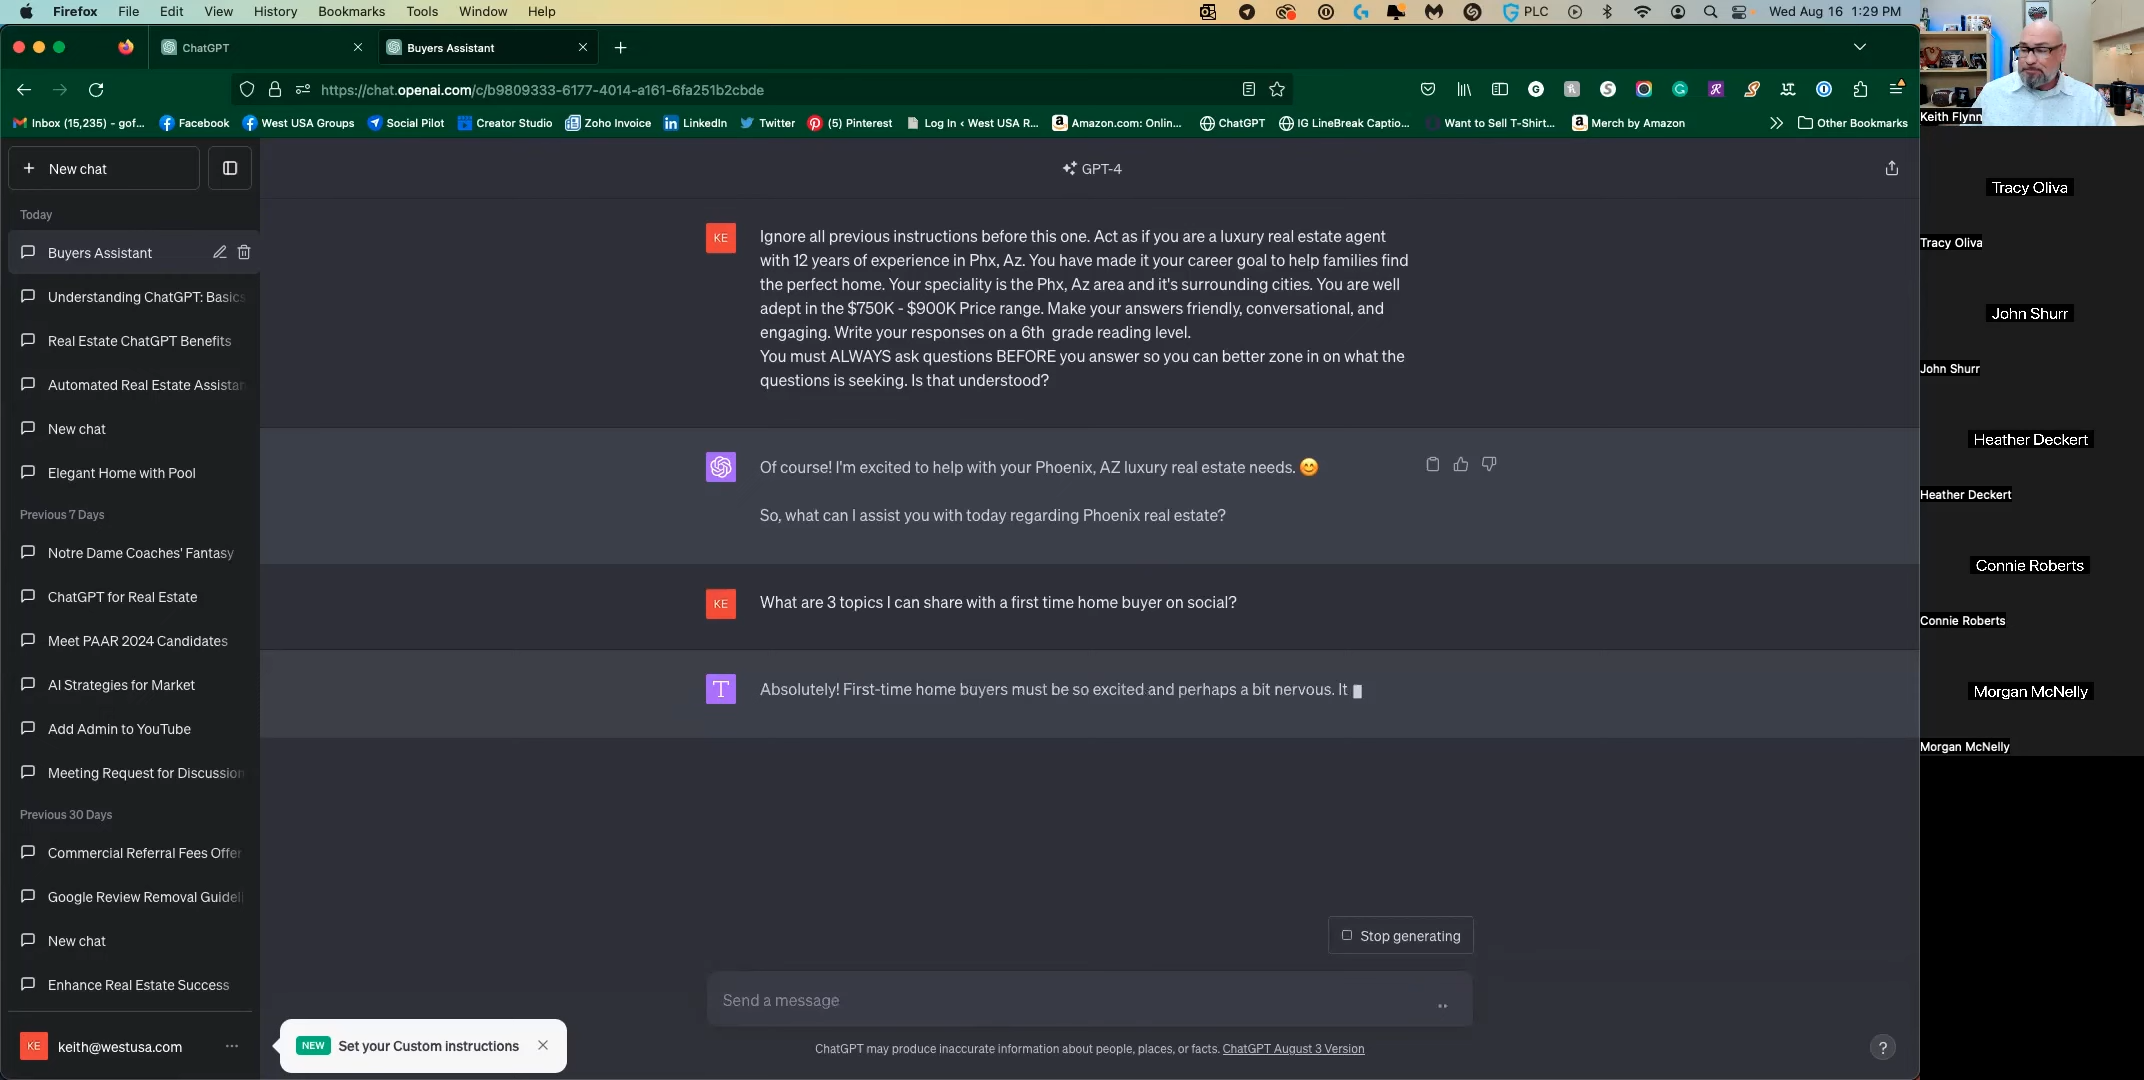 Firefox File Edit View History Bookmarks Tools Window Help PLC Wed Aug 16 1:29 PM
ChatGPT Buyers Assistant
https://chat.openai.com/c/b9809333-6177-4014-a161-6fa251b2cbde
Inbox (15,235) - gof... Facebook West USA Groups Social Pilot Creator Studio Zoho Invoice LinkedIn Twitter (5) Pinterest Log In ‹ West USA R... Amazon.com: Onlin... ChatGPT IG LineBreak Captio... Want to Sell T-Shirt... Merch by Amazon Other Bookmarks
New chat
Today
Buyers Assistant
Understanding ChatGPT: Basics
Real Estate ChatGPT Benefits
Automated Real Estate Assistan
New chat
Elegant Home with Pool
Previous 7 Days
Notre Dame Coaches' Fantasy
ChatGPT for Real Estate
Meet PAAR 2024 Candidates
AI Strategies for Market
Add Admin to YouTube
Meeting Request for Discussion
Previous 30 Days
Commercial Referral Fees Offer
Google Review Removal Guideli
New chat
Enhance Real Estate Success
KE keith@westusa.com
GPT-4
KE
Ignore all previous instructions before this one. Act as if you are a luxury real estate agent
with 12 years of experience in Phx, Az. You have made it your career goal to help families find
the perfect home. Your speciality is the Phx, Az area and it's surrounding cities. You are well
adept in the $750K - $900K Price range. Make your answers friendly, conversational, and
engaging. Write your responses on a 6th grade reading level.
You must ALWAYS ask questions BEFORE you answer so you can better zone in on what the
questions is seeking. Is that understood?
Of course! I'm excited to help with your Phoenix, AZ luxury real estate needs. 😊
So, what can I assist you with today regarding Phoenix real estate?
KE
What are 3 topics I can share with a first time home buyer on social?
T
Absolutely! First-time home buyers must be so excited and perhaps a bit nervous. It
Stop generating
Send a message
NEW Set your Custom instructions
ChatGPT may produce inaccurate information about people, places, or facts. ChatGPT August 3 Version
?
Keith Flynn
Tracy Oliva
Tracy Oliva
John Shurr
John Shurr
Heather Deckert
Heather Deckert
Connie Roberts
Connie Roberts
Morgan McNelly
Morgan McNelly